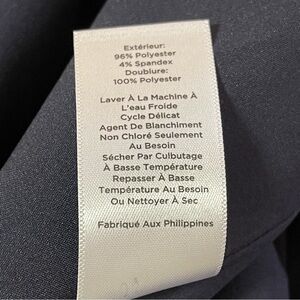 Extérieur:
96% Polyester
4% Spandex
Doublure:
100% Polyester
Laver À La Machine À
L'eau Froide
Cycle Délicat
Agent De Blanchiment
Non Chloré Seulement
Au Besoin
Sécher Par Culbutage
À Basse Température
Repasser À Basse
Température Au Besoin
Ou Nettoyer À Sec
Fabriqué Aux Philippines